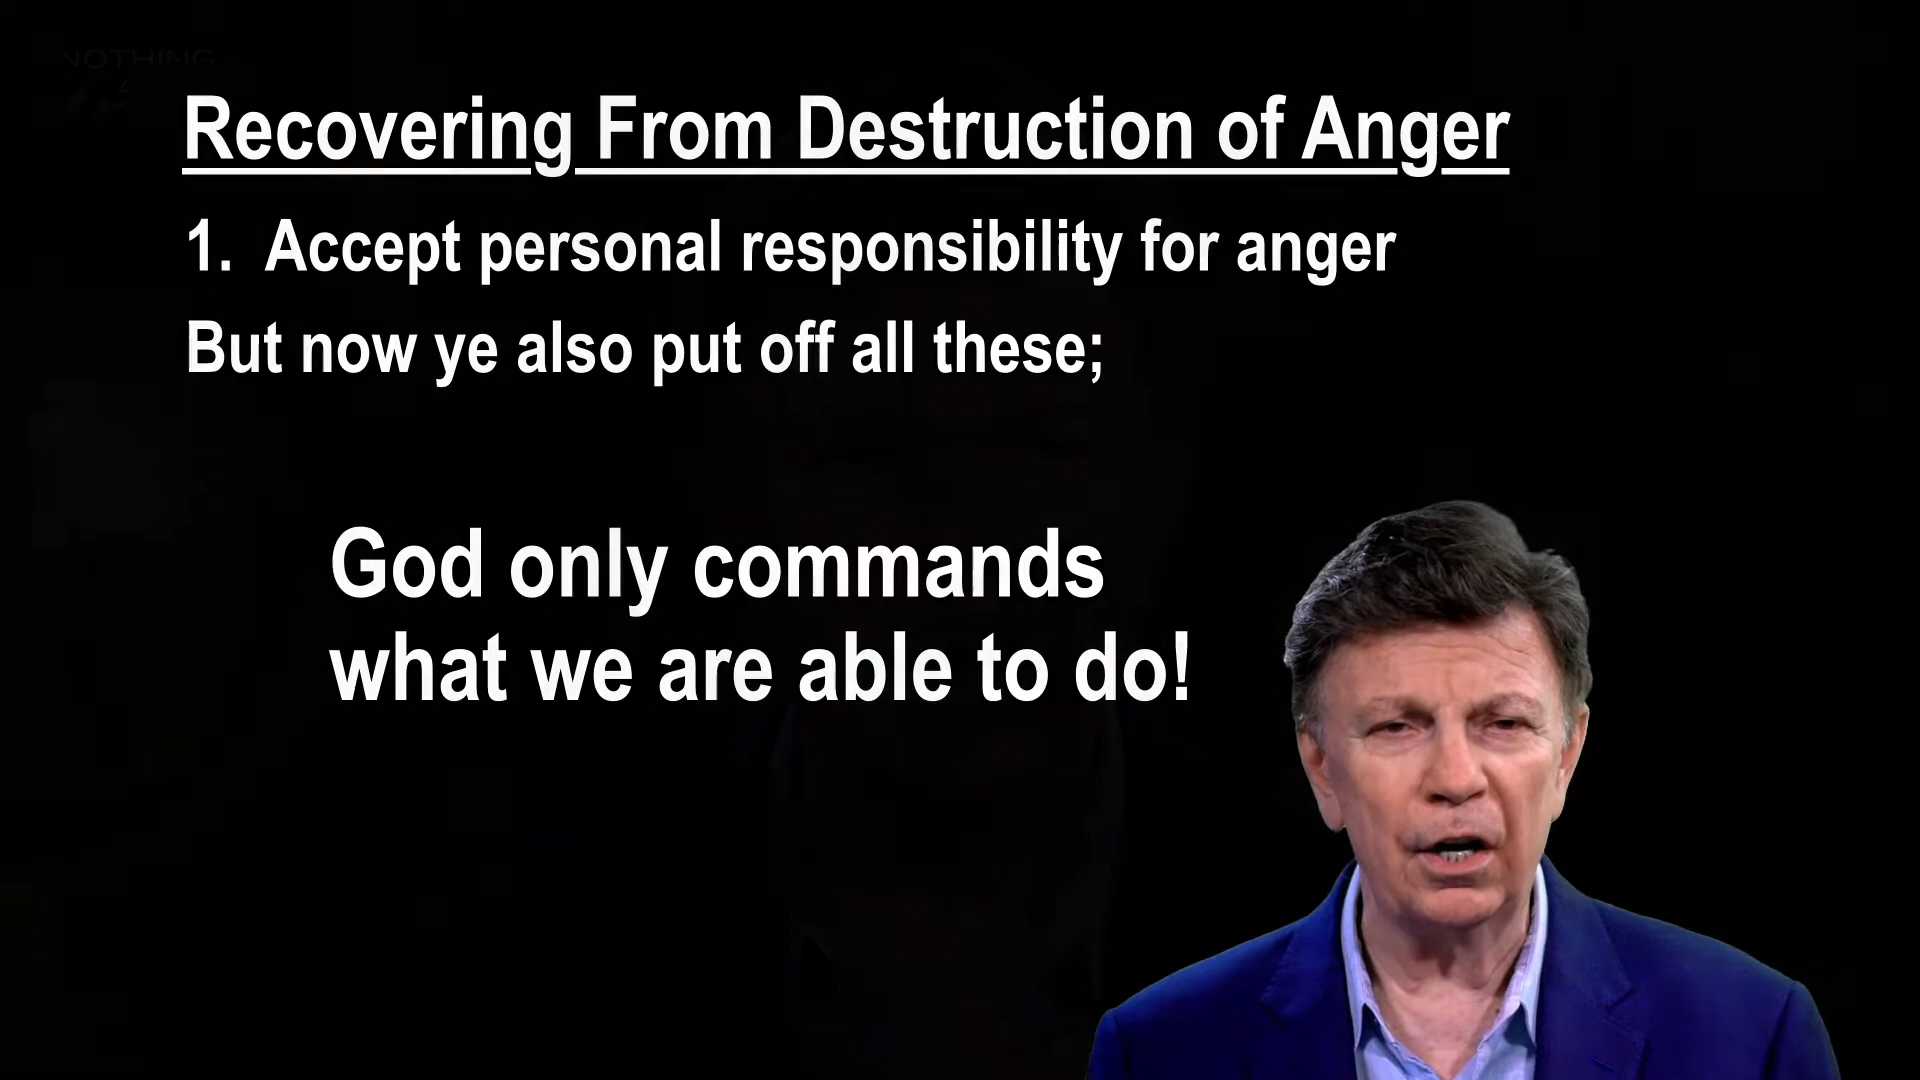 NOTHING
Recovering From Destruction of Anger
1. Accept personal responsibility for anger
But now ye also put off all these;
God only commands
what we are able to do!